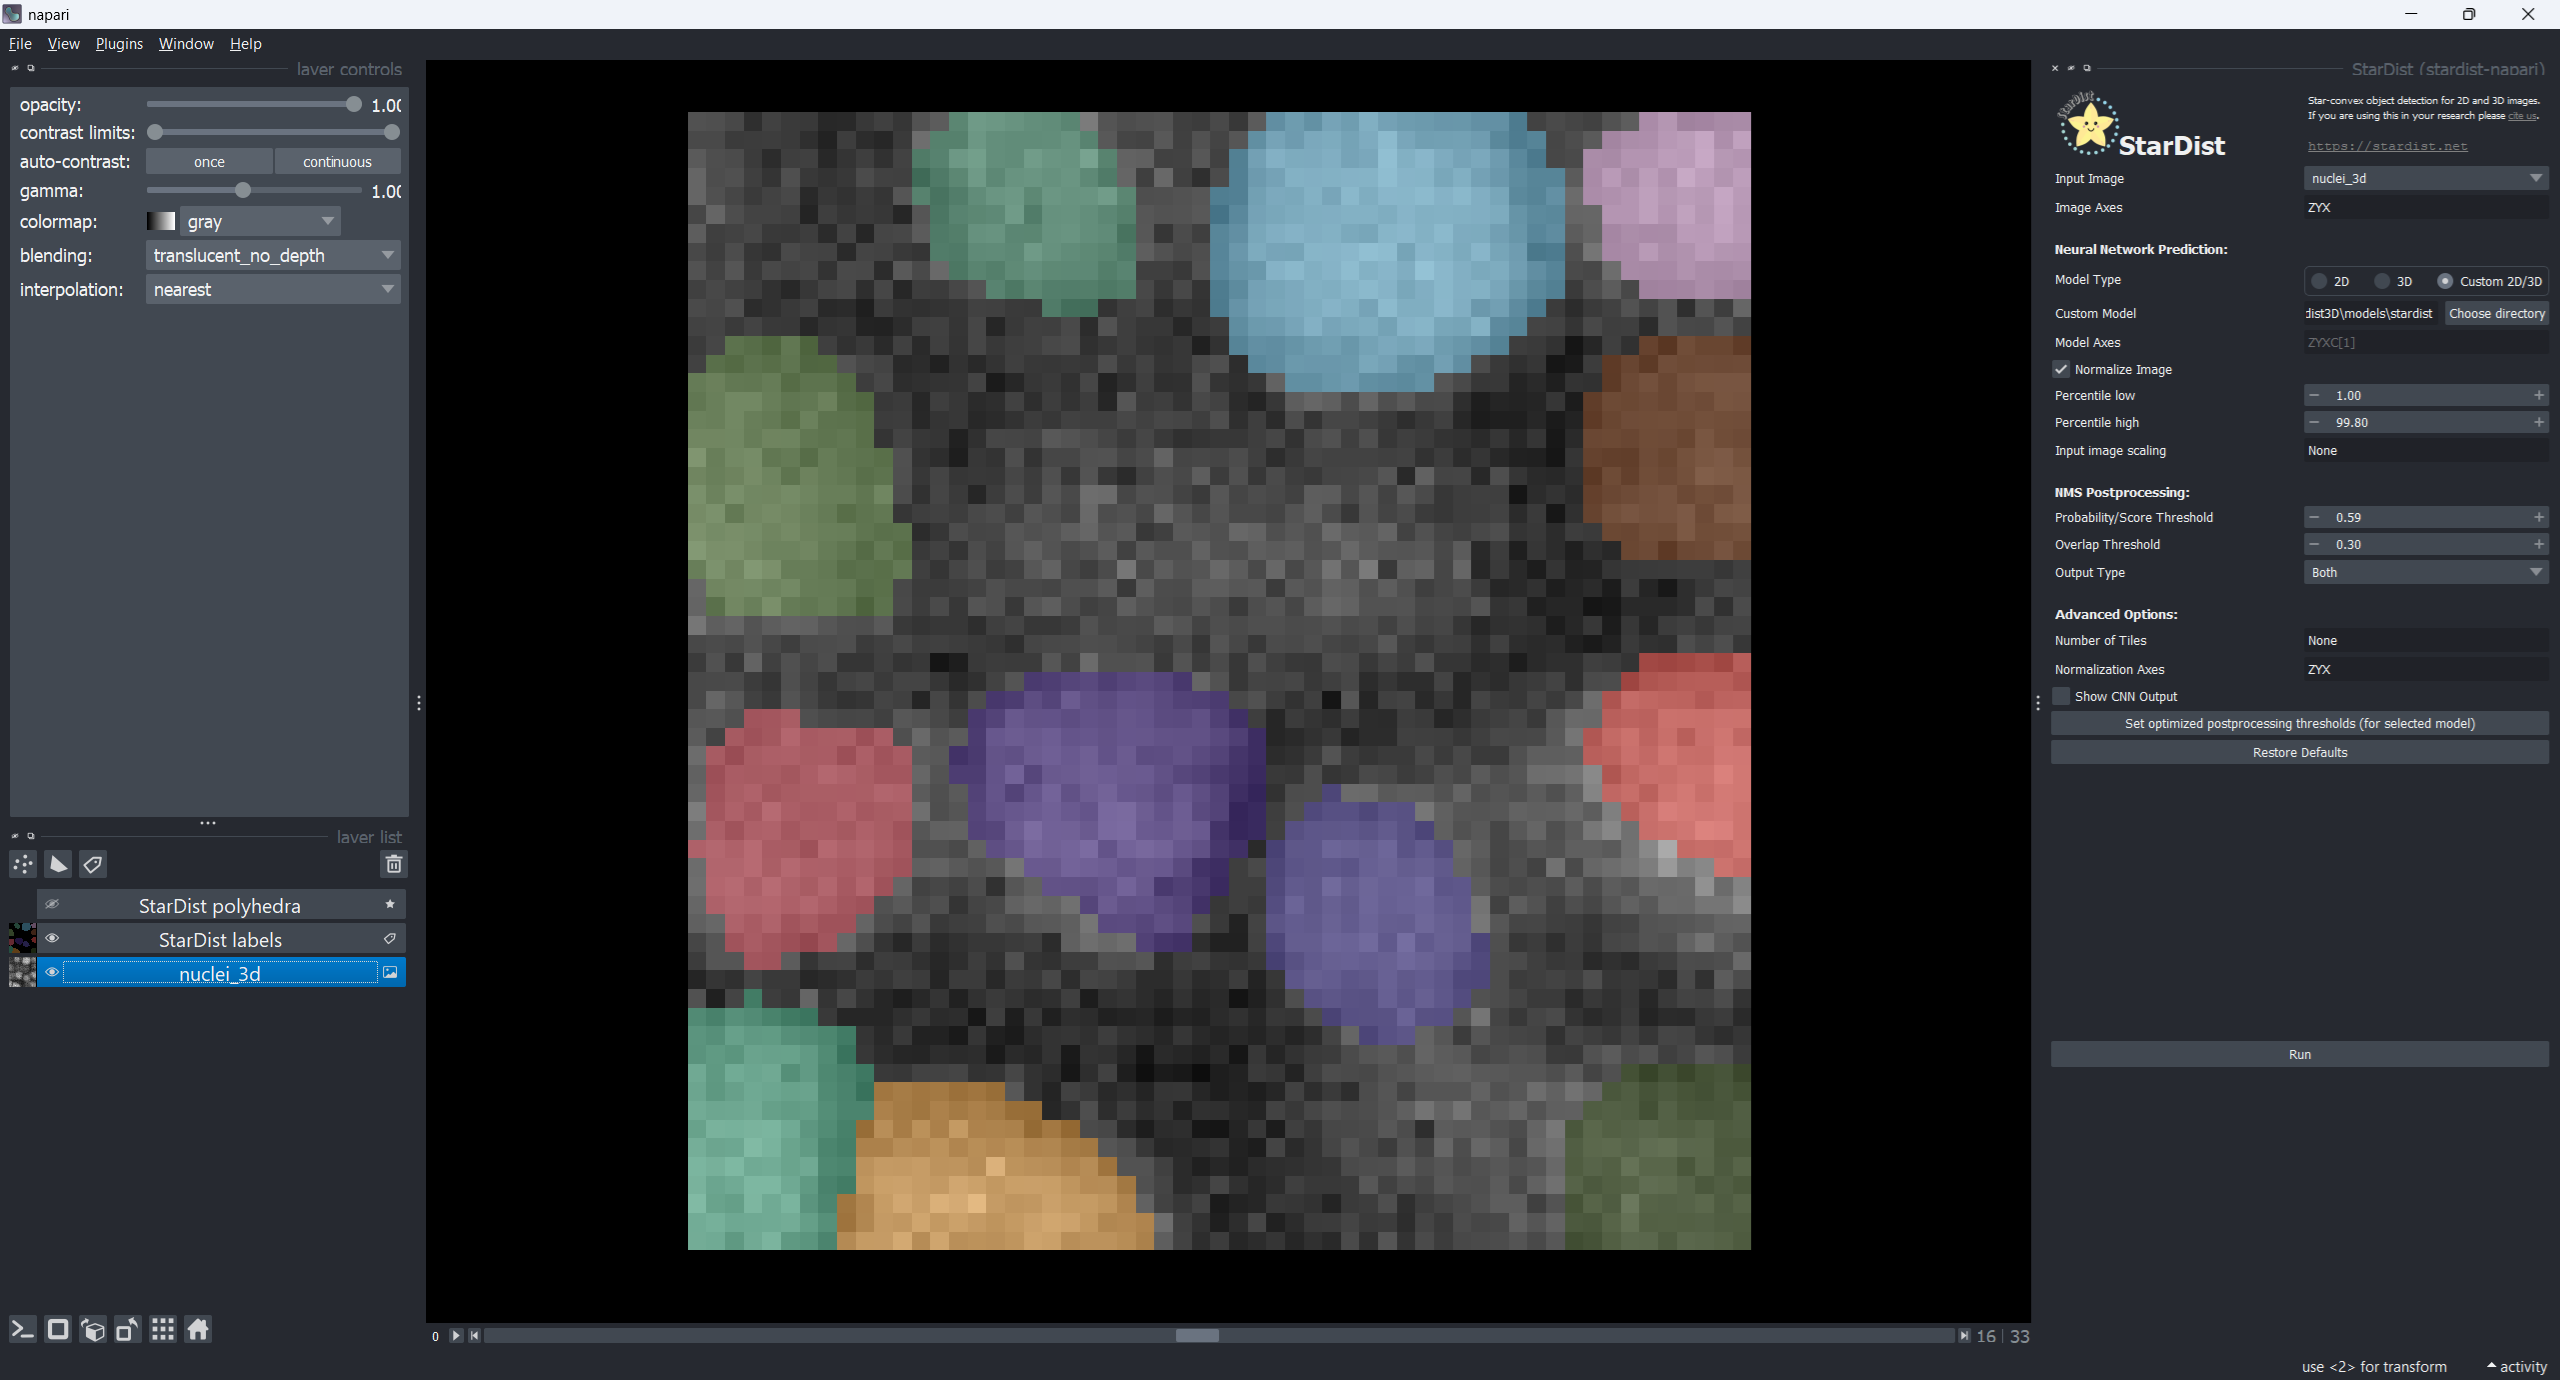 napari
File View Plugins Window Help
layer controls
opacity: 1.00
contrast limits:
auto-contrast: once continuous
gamma: 1.00
colormap: gray
blending: translucent_no_depth
interpolation: nearest
layer list
StarDist polyhedra
StarDist labels
nuclei_3d
0 16 33
StarDist (stardist-napari)
StarDist
StarDist
Star-convex object detection for 2D and 3D images.
If you are using this in your research please cite us.
https://stardist.net
Input Image nuclei_3d
Image Axes ZYX
Neural Network Prediction:
Model Type 2D 3D Custom 2D/3D
Custom Model dist3D\models\stardist Choose directory
Model Axes ZYXC[1]
Normalize Image
Percentile low − 1.00 +
Percentile high − 99.80 +
Input image scaling None
NMS Postprocessing:
Probability/Score Threshold − 0.59 +
Overlap Threshold − 0.30 +
Output Type Both
Advanced Options:
Number of Tiles None
Normalization Axes ZYX
Show CNN Output
Set optimized postprocessing thresholds (for selected model)
Restore Defaults
Run
use <2> for transform activity